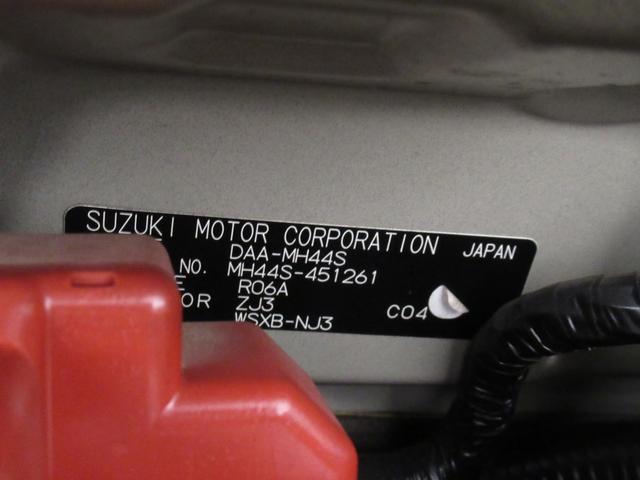 SUZUKI MOTOR CORPORATION JAPAN
DAA-MH44S
NO. MH44S-451261
E R06A
OR ZJ3
WSXB-NJ3 C04